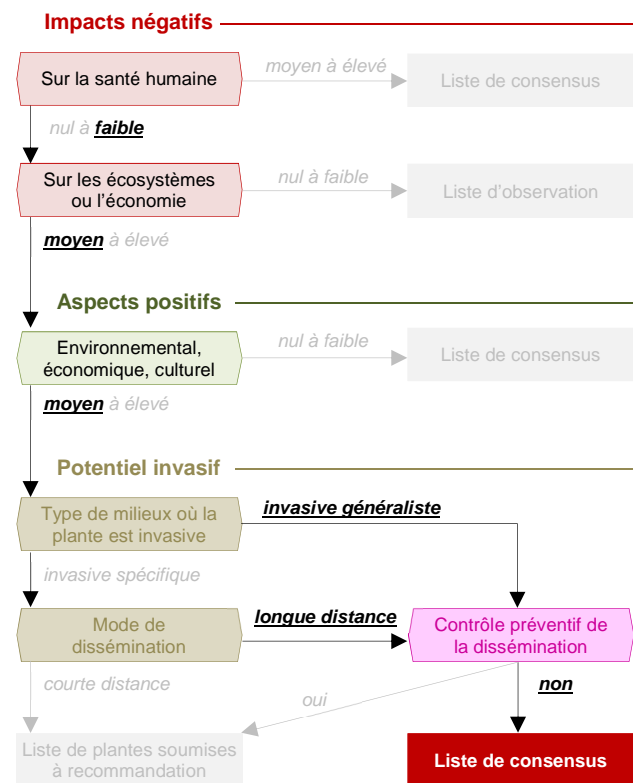 Impacts négatifs
Sur la santé humaine
moyen à élevé
Liste de consensus
nul à faible
Sur les écosystèmes
ou l'économie
nul à faible
Liste d'observation
moyen à élevé
Aspects positifs
Environnemental,
économique, culturel
nul à faible
Liste de consensus
moyen à élevé
Potentiel invasif
Type de milieux où la
plante est invasive
invasive généraliste
invasive spécifique
Mode de
dissémination
longue distance
Contrôle préventif de
la dissémination
courte distance
oui
non
Liste de plantes soumises
à recommandation
Liste de consensus